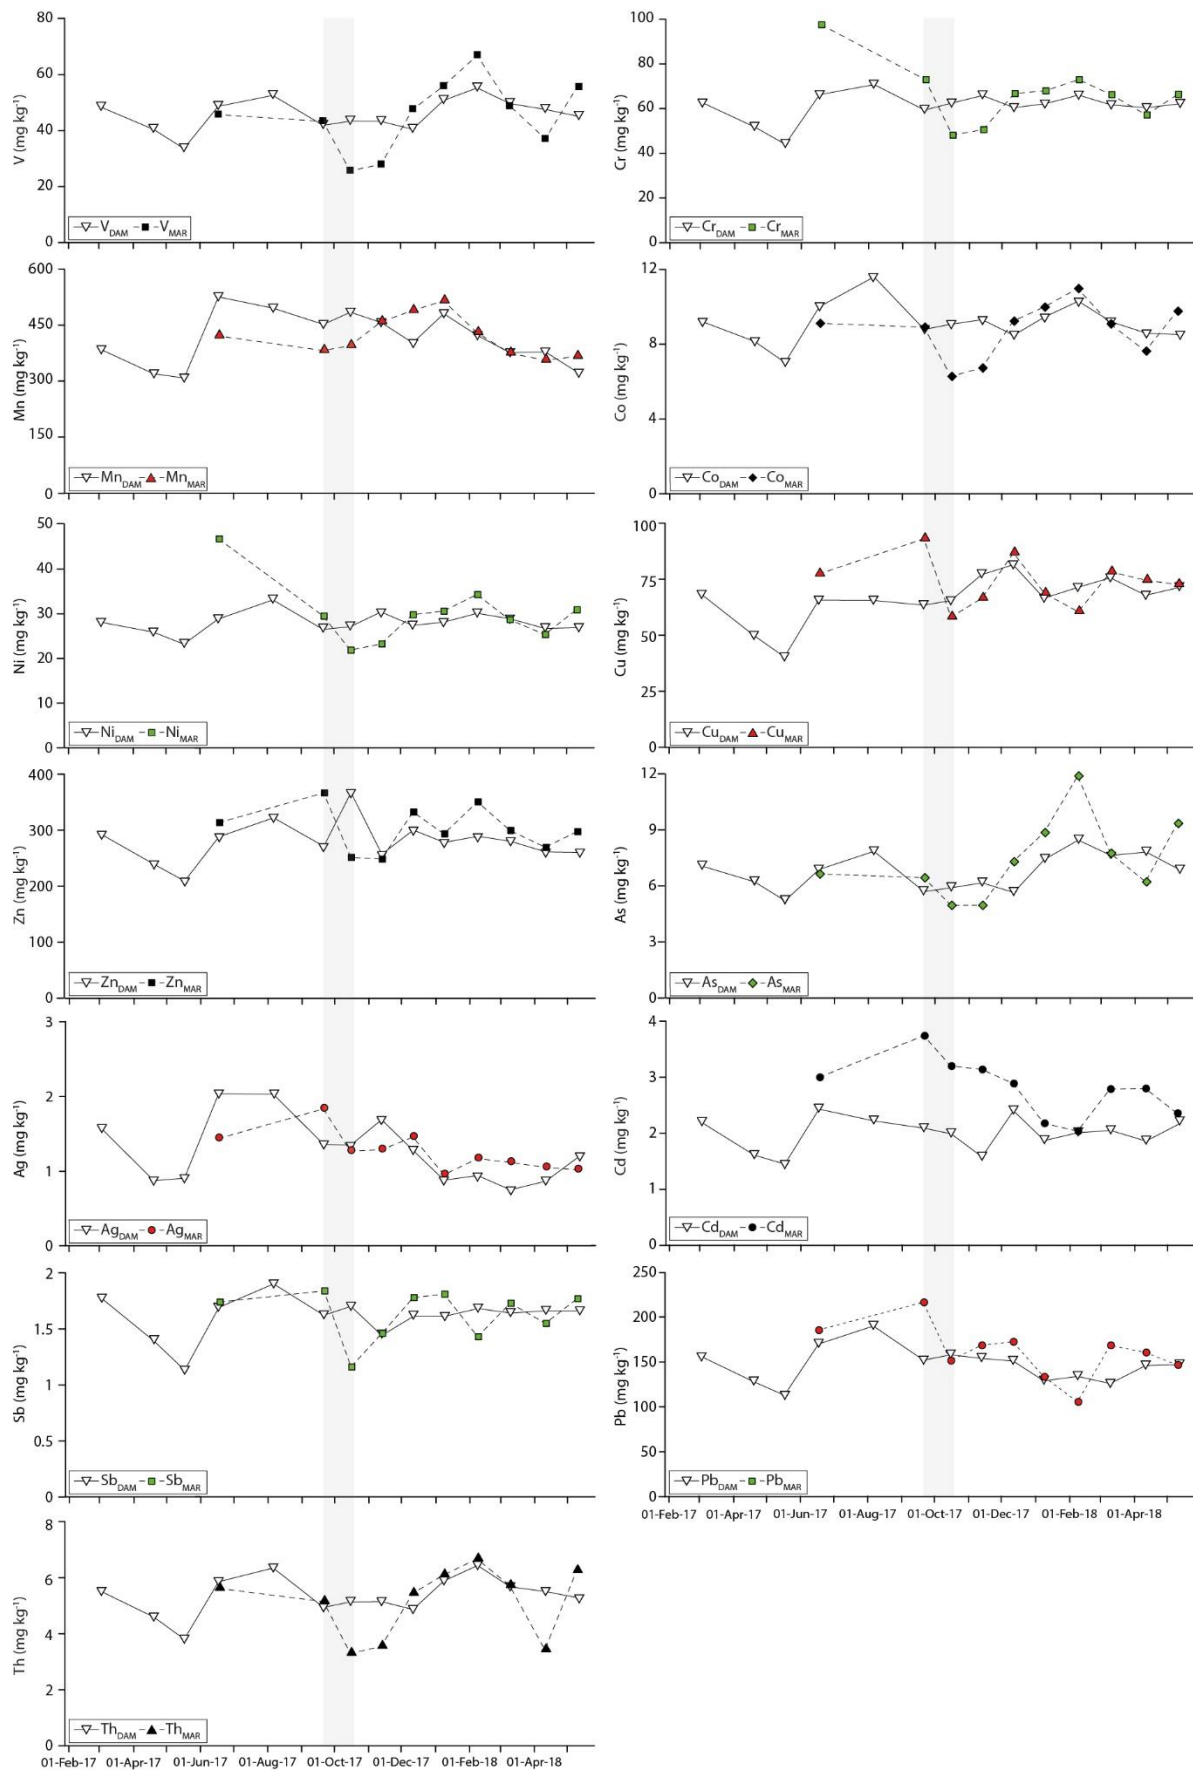 80
60
40
20
0
V (mg kg⁻¹)
V_DAM V_MAR
100
80
60
40
20
0
Cr (mg kg⁻¹)
Cr_DAM Cr_MAR
600
450
300
150
0
Mn (mg kg⁻¹)
Mn_DAM Mn_MAR
12
8
4
0
Co (mg kg⁻¹)
Co_DAM Co_MAR
50
40
30
20
10
0
Ni (mg kg⁻¹)
Ni_DAM Ni_MAR
100
75
50
25
0
Cu (mg kg⁻¹)
Cu_DAM Cu_MAR
400
300
200
100
0
Zn (mg kg⁻¹)
Zn_DAM Zn_MAR
12
9
6
3
0
As (mg kg⁻¹)
As_DAM As_MAR
3
2
1
0
Ag (mg kg⁻¹)
Ag_DAM Ag_MAR
4
3
2
1
0
Cd (mg kg⁻¹)
Cd_DAM Cd_MAR
2
1.5
1
0.5
0
Sb (mg kg⁻¹)
Sb_DAM Sb_MAR
250
200
150
100
50
0
Pb (mg kg⁻¹)
Pb_DAM Pb_MAR
01-Feb-17 01-Apr-17 01-Jun-17 01-Aug-17 01-Oct-17 01-Dec-17 01-Feb-18 01-Apr-18
8
6
4
2
0
Th (mg kg⁻¹)
Th_DAM Th_MAR
01-Feb-17 01-Apr-17 01-Jun-17 01-Aug-17 01-Oct-17 01-Dec-17 01-Feb-18 01-Apr-18